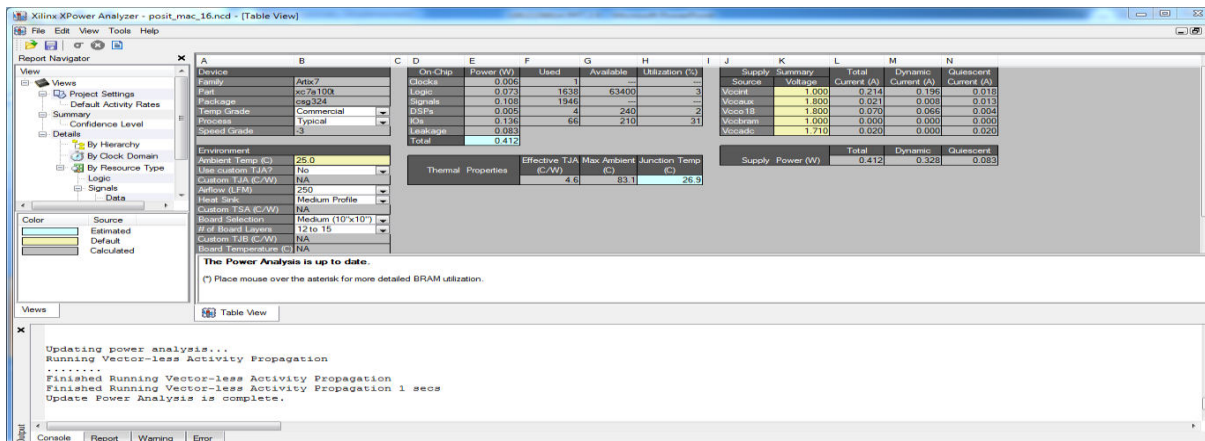 Xilinx XPower Analyzer - posit_mac_16.ncd - [Table View]
File Edit View Tools Help
Report Navigator
View
Views
Project Settings
Default Activity Rates
Summary
Confidence Level
Details
By Hierarchy
By Clock Domain
By Resource Type
Logic
Signals
Data
Color Source
Estimated
Default
Calculated
Views
A B C D E F G H I J K L M N
Device
Family Artix7
Part xc7a100t
Package csg324
Temp Grade Commercial
Process Typical
Speed Grade -3
Environment
Ambient Temp (C) 25.0
Use custom TJA? No
Custom TJA (C/W) NA
Airflow (LFM) 250
Heat Sink Medium Profile
Custom TSA (C/W) NA
Board Selection Medium (10"x10")
# of Board Layers 12 to 15
Custom TJB (C/W) NA
Board Temperature (C) NA
On-Chip Power (W) Used Available Utilization (%)
Clocks 0.006 1 --- ---
Logic 0.073 1638 63400 3
Signals 0.108 1946 --- ---
DSPs 0.005 4 240 2
IOs 0.136 66 210 31
Leakage 0.083
Total 0.412
Effective TJA Max Ambient Junction Temp
Thermal Properties (C/W) (C) (C)
4.6 83.1 26.9
Supply Summary Total Dynamic Quiescent
Source Voltage Current (A) Current (A) Current (A)
Vccint 1.000 0.214 0.196 0.018
Vccaux 1.800 0.021 0.008 0.013
Vcco18 1.800 0.070 0.066 0.004
Vccbram 1.000 0.000 0.000 0.000
Vccadc 1.710 0.020 0.000 0.020
Total Dynamic Quiescent
Supply Power (W) 0.412 0.328 0.083
The Power Analysis is up to date.
(*) Place mouse over the asterisk for more detailed BRAM utilization.
Table View
Updating power analysis...
Running Vector-less Activity Propagation
........
Finished Running Vector-less Activity Propagation
Finished Running Vector-less Activity Propagation 1 secs
Update Power Analysis is complete.
Output
Console Report Warning Error